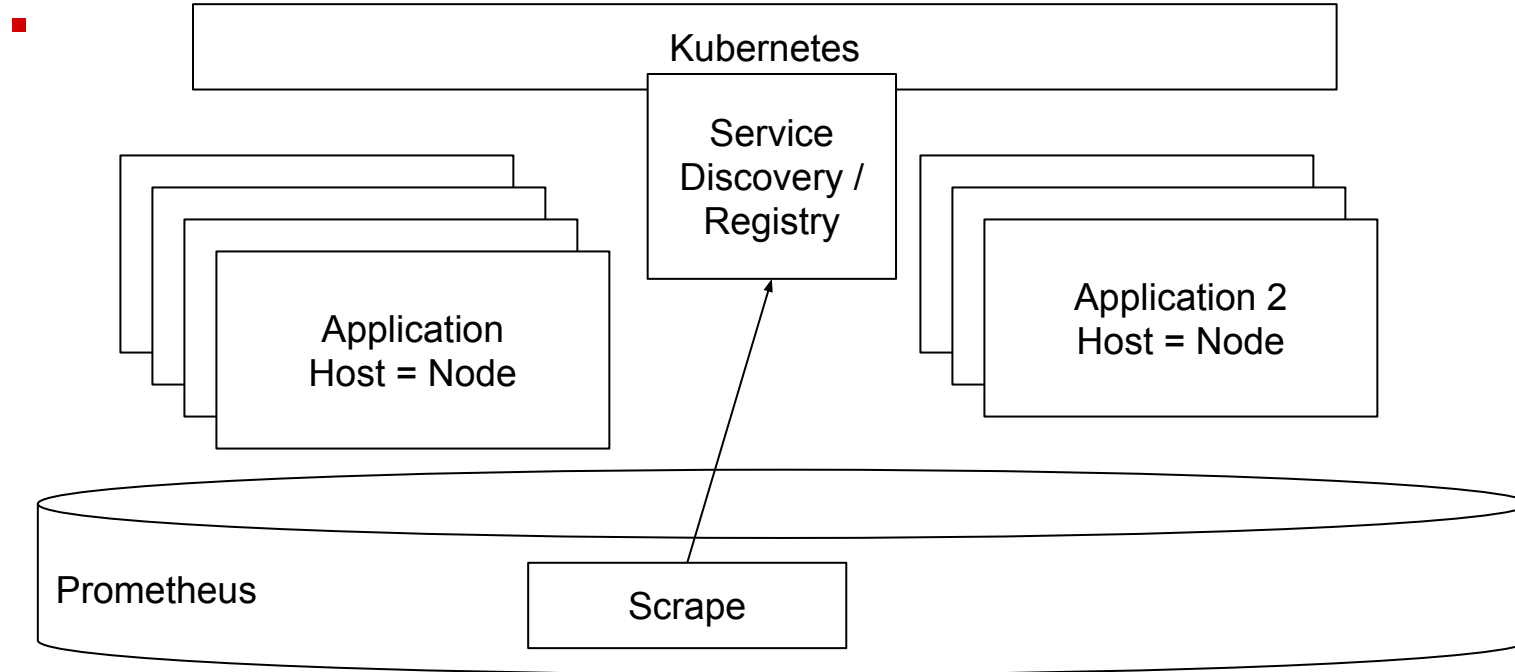 Kubernetes
Service
Discovery /
Registry
Application
Host = Node
Application 2
Host = Node
Prometheus
Scrape